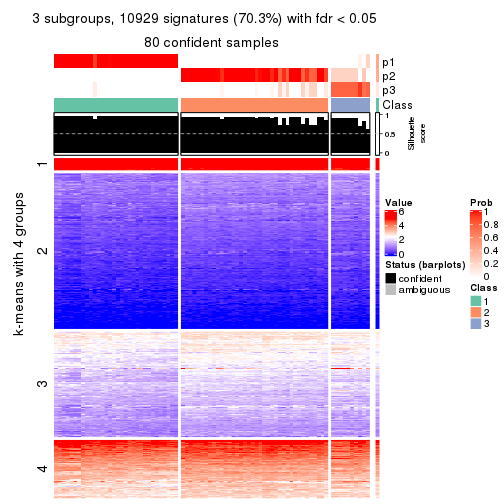 3 subgroups, 10929 signatures (70.3%) with fdr < 0.05
80 confident samples
p1
p2
p3
Class
1
0.5
0
Silhouette
score
k-means with 4 groups
1
2
3
4
Value
6
4
2
0
Status (barplots)
confident
ambiguous
Prob
1
0.8
0.6
0.4
0.2
0
Class
1
2
3